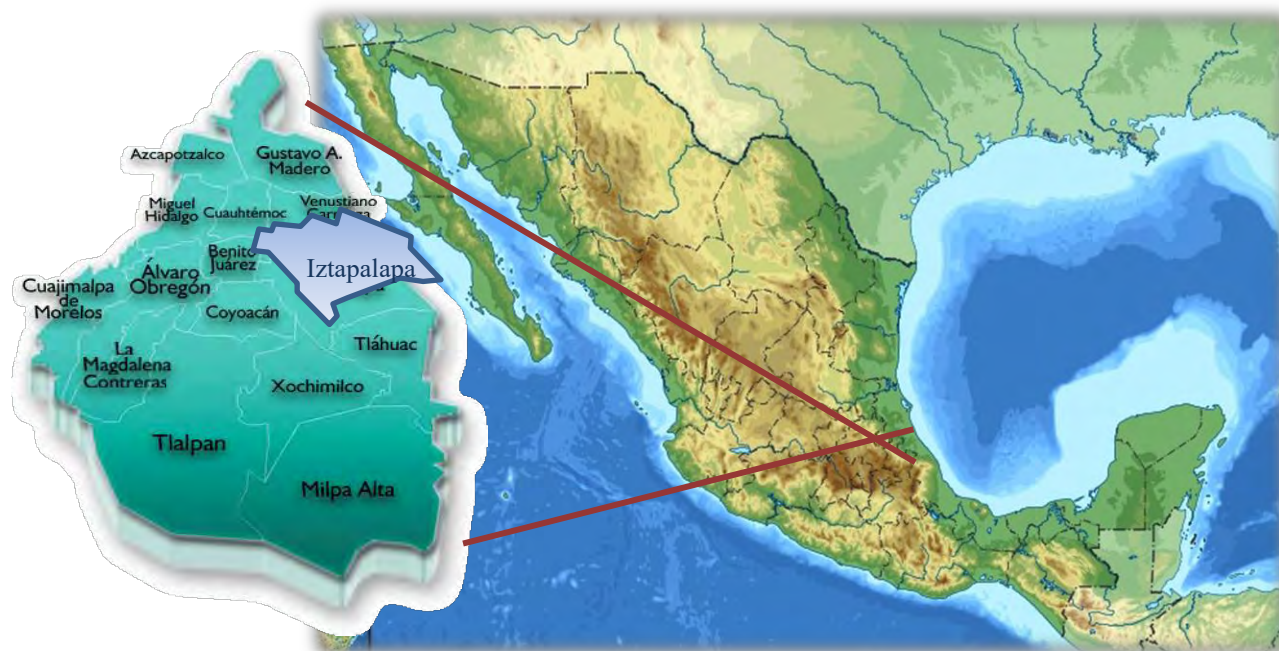 Azcapotzalco
Gustavo A.
Madero
Miguel
Hidalgo
Cuauhtémoc
Venustiano
Benito
Juárez
Iztapalapa
Álvaro
Obregón
Cuajimalpa
de
Morelos
Coyoacán
Tláhuac
La
Magdalena
Contreras
Xochimilco
Tlalpan
Milpa Alta